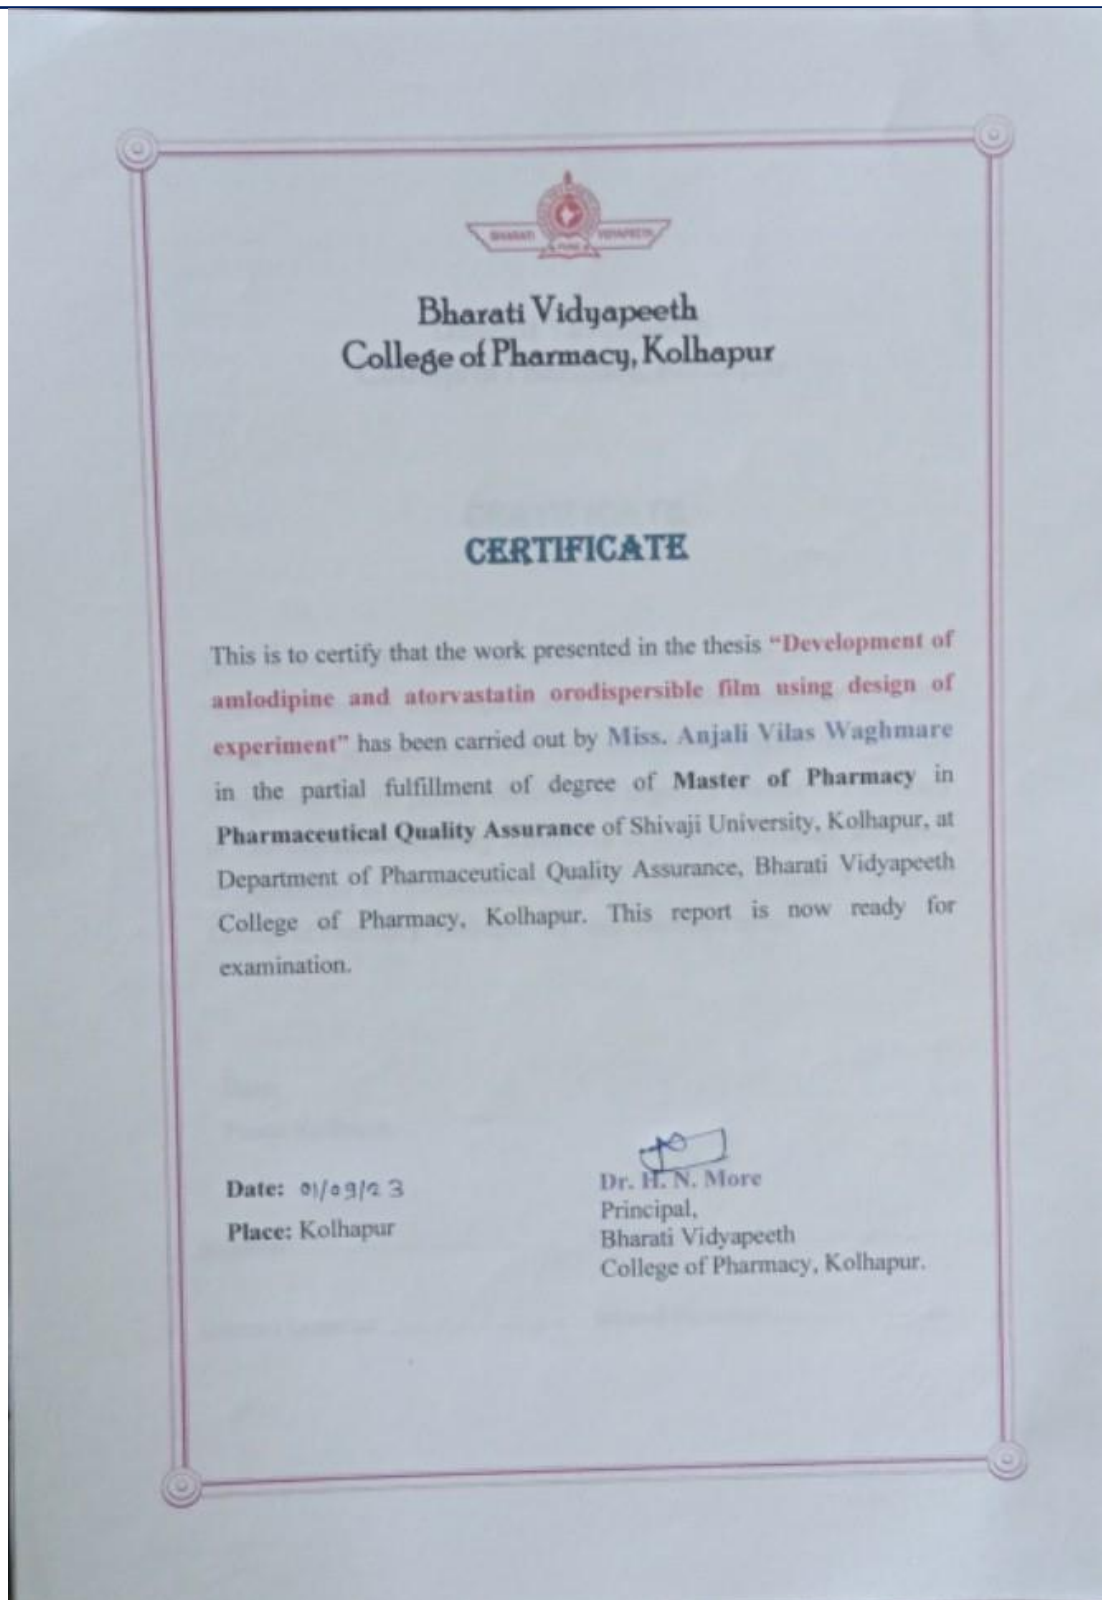 BHARATI VIDYAPEETH
PUNE
Bharati Vidyapeeth
College of Pharmacy, Kolhapur
CERTIFICATE
This is to certify that the work presented in the thesis “Development of
amlodipine and atorvastatin orodispersible film using design of
experiment” has been carried out by Miss. Anjali Vilas Waghmare
in the partial fulfillment of degree of Master of Pharmacy in
Pharmaceutical Quality Assurance of Shivaji University, Kolhapur, at
Department of Pharmaceutical Quality Assurance, Bharati Vidyapeeth
College of Pharmacy, Kolhapur. This report is now ready for
examination.
Date: 01/09/23
Place: Kolhapur
Dr. H. N. More
Principal,
Bharati Vidyapeeth
College of Pharmacy, Kolhapur.